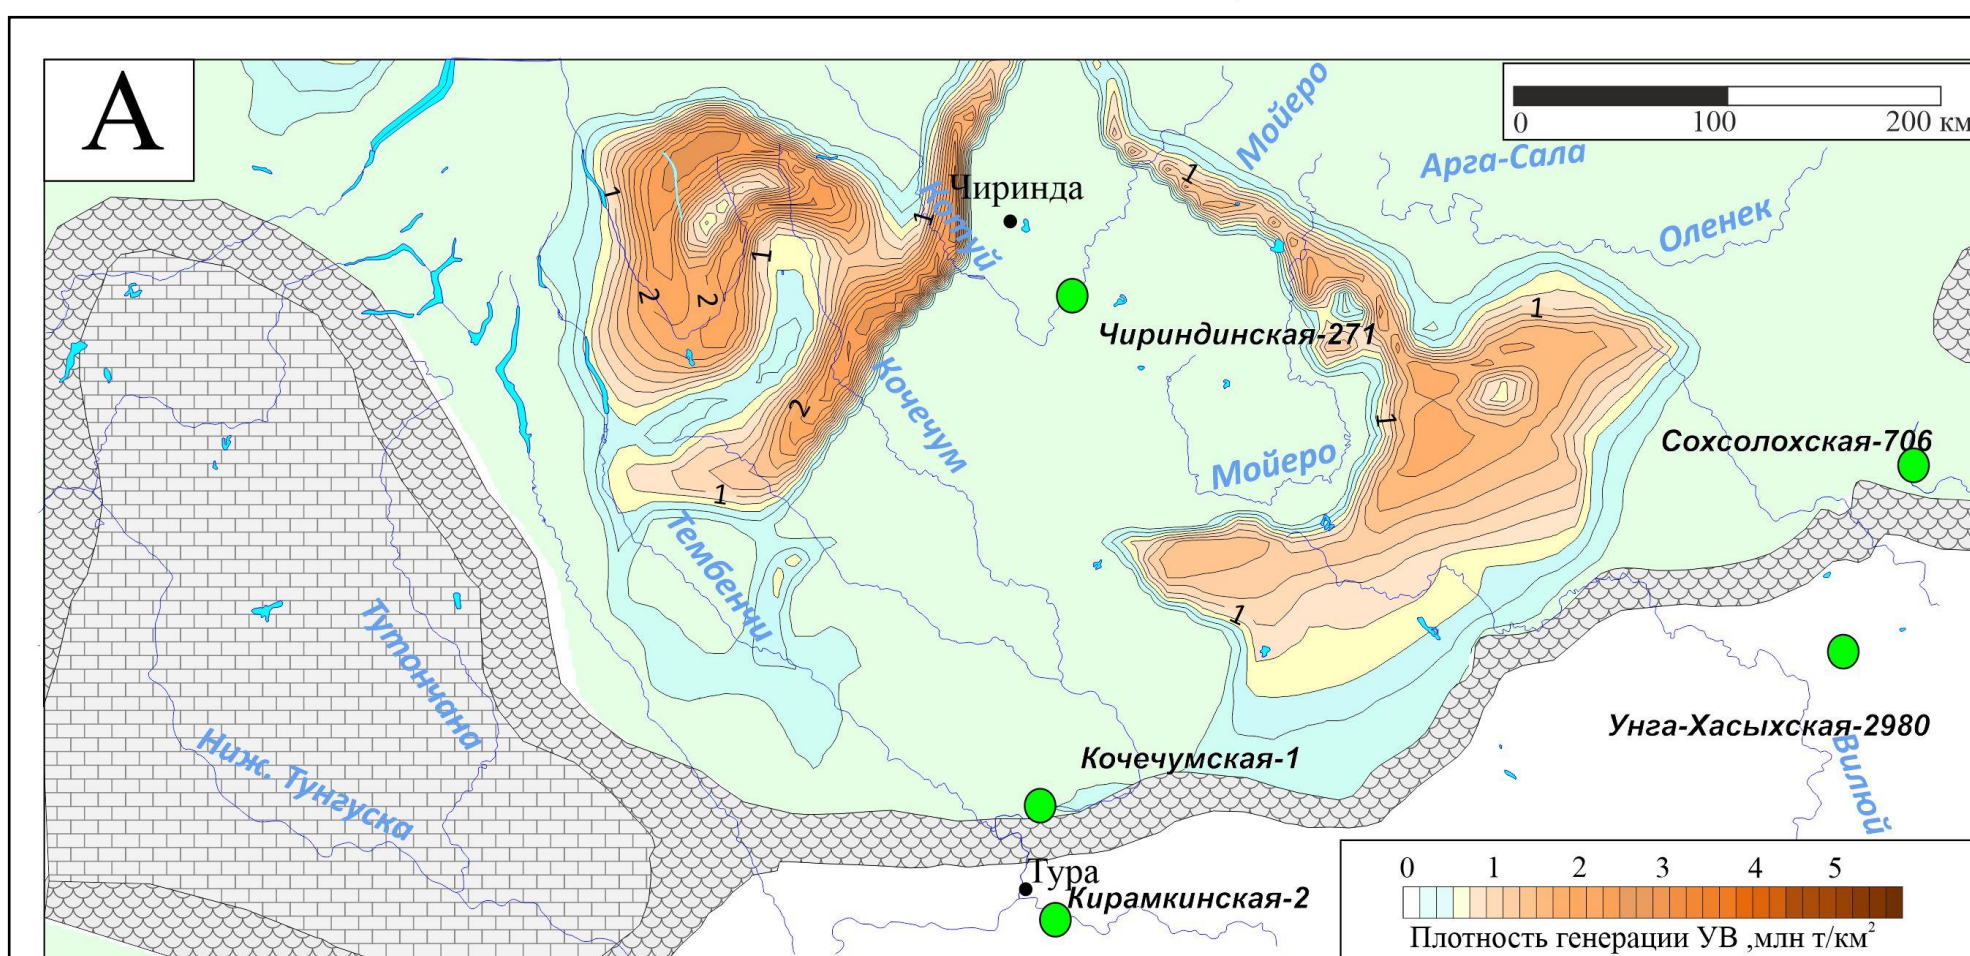 А
0 100 200 км
Мойеро
Арга-Сала
Оленек
Чиринда
Котуй
1
1
1
1
2
2
1
Чириндинская-271
Кочечум
2
1
1
Сохсолохская-706
Мойеро
1
Тембенчи
Тутончана
1
Ниж. Тунгуска
Кочечумская-1
Унга-Хасыхская-2980
Вилюй
Тура
Кирамкинская-2
0 1 2 3 4 5
Плотность генерации УВ ,млн т/км²